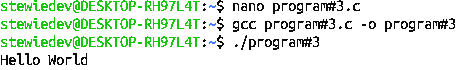 stewiedev@DESKTOP-RH97L4T:~$ nano program#3.c
stewiedev@DESKTOP-RH97L4T:~$ gcc program#3.c -o program#3
stewiedev@DESKTOP-RH97L4T:~$ ./program#3
Hello World